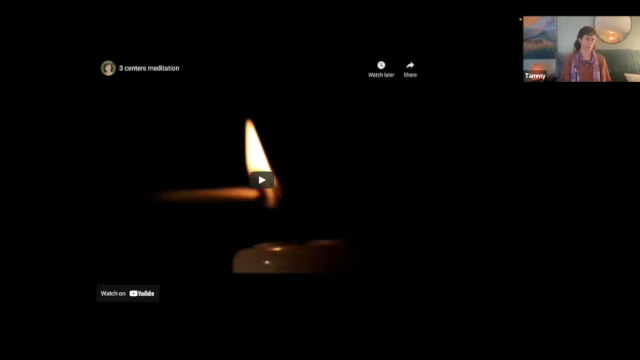 3 centers meditation
Watch later
Share
Tammy
Watch on YouTube